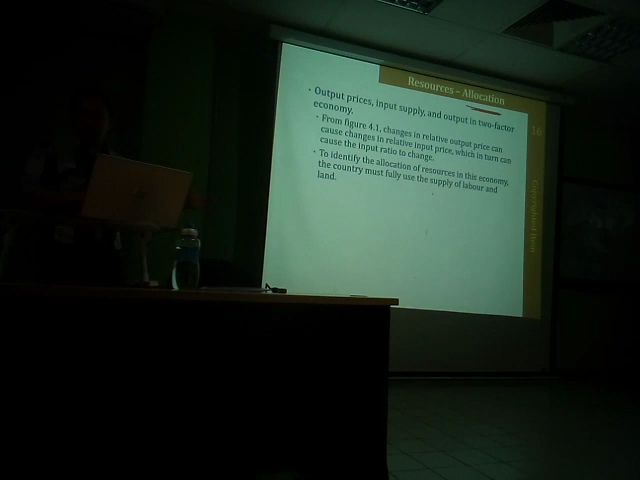 Resources – Allocation
• Output prices, input supply, and output in two-factor
economy.
• From figure 4.1, changes in relative output price can
cause changes in relative input price, which in turn can
cause the input ratio to change.
• To identify the allocation of resources in this economy,
the country must fully use the supply of labour and
land.
16